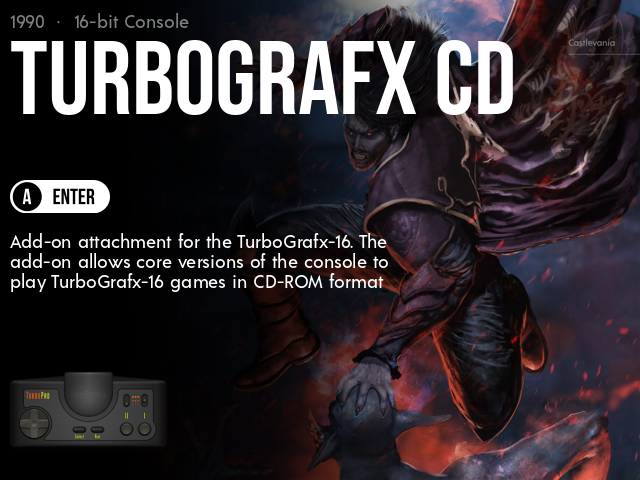 1990 · 16-bit Console
Castlevania
TURBOGRAFX CD
A ENTER
Add-on attachment for the TurboGrafx-16. The
add-on allows core versions of the console to
play TurboGrafx-16 games in CD-ROM format
TURBOPAD
II I
Select Run